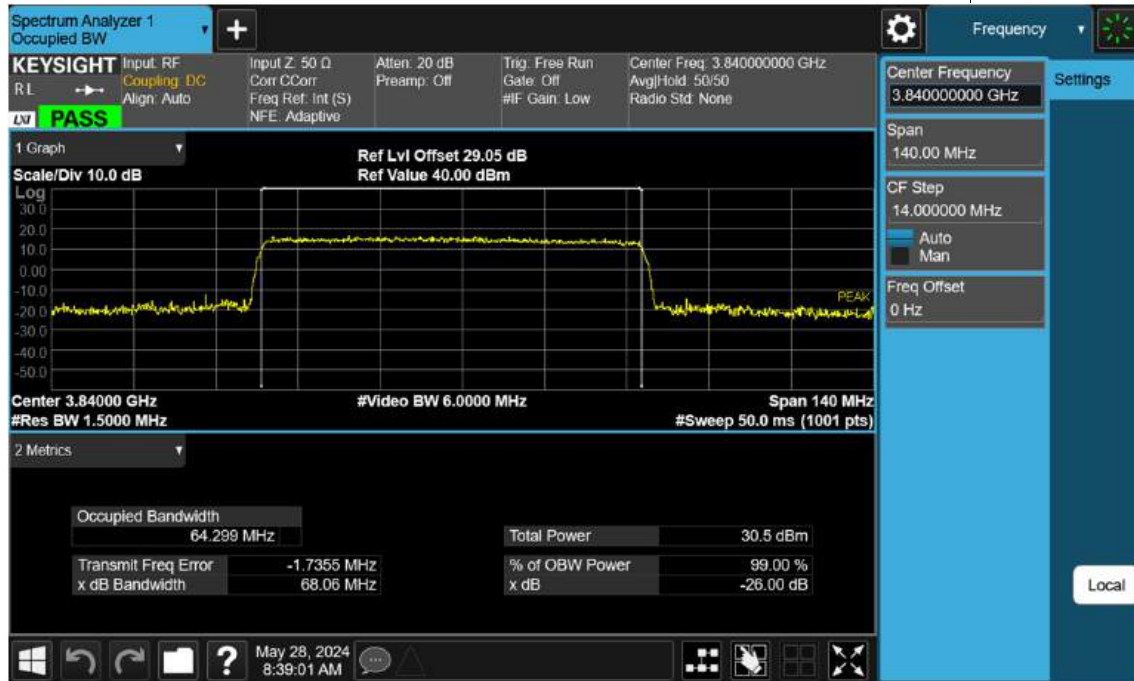 Spectrum Analyzer 1
Occupied BW
+
Frequency
KEYSIGHT
R L
LXI
PASS
Input: RF
Coupling: DC
Align: Auto
Input Z: 50 Ω
Corr CCorr
Freq Ref: Int (S)
NFE: Adaptive
Atten: 20 dB
Preamp: Off
Trig: Free Run
Gate: Off
#IF Gain: Low
Center Freq: 3.840000000 GHz
Avg|Hold: 50/50
Radio Std: None
1 Graph
Scale/Div 10.0 dB
Ref Lvl Offset 29.05 dB
Ref Value 40.00 dBm
Log
30.0
20.0
10.0
0.00
-10.0
-20.0
-30.0
-40.0
-50.0
PEAK
Center 3.84000 GHz
#Video BW 6.0000 MHz
Span 140 MHz
#Res BW 1.5000 MHz
#Sweep 50.0 ms (1001 pts)
2 Metrics
Occupied Bandwidth
64.299 MHz
Total Power 30.5 dBm
Transmit Freq Error -1.7355 MHz
% of OBW Power 99.00 %
x dB Bandwidth 68.06 MHz
x dB -26.00 dB
?
May 28, 2024
8:39:01 AM
Center Frequency
3.840000000 GHz
Settings
Span
140.00 MHz
CF Step
14.000000 MHz
Auto
Man
Freq Offset
0 Hz
Local